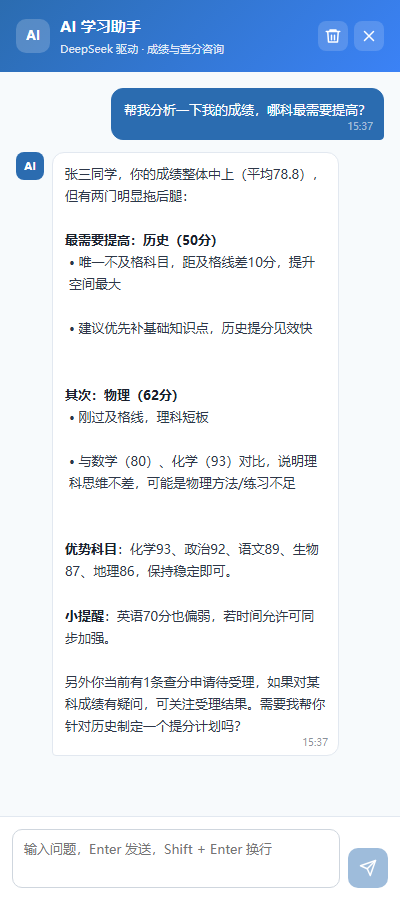 AI
AI 学习助手
DeepSeek 驱动 · 成绩与查分咨询
帮我分析一下我的成绩，哪科最需要提高？
15:37
AI
张三同学，你的成绩整体中上（平均78.8），
但有两门明显拖后腿：
最需要提高：历史（50分）
• 唯一不及格科目，距及格线差10分，提升
空间最大
• 建议优先补基础知识点，历史提分见效快
其次：物理（62分）
• 刚过及格线，理科短板
• 与数学（80）、化学（93）对比，说明理
科思维不差，可能是物理方法/练习不足
优势科目：化学93、政治92、语文89、生物
87、地理86，保持稳定即可。
小提醒：英语70分也偏弱，若时间允许可同
步加强。
另外你当前有1条查分申请待受理，如果对某
科成绩有疑问，可关注受理结果。需要我帮你
针对历史制定一个提分计划吗？
15:37
输入问题，Enter 发送，Shift + Enter 换行